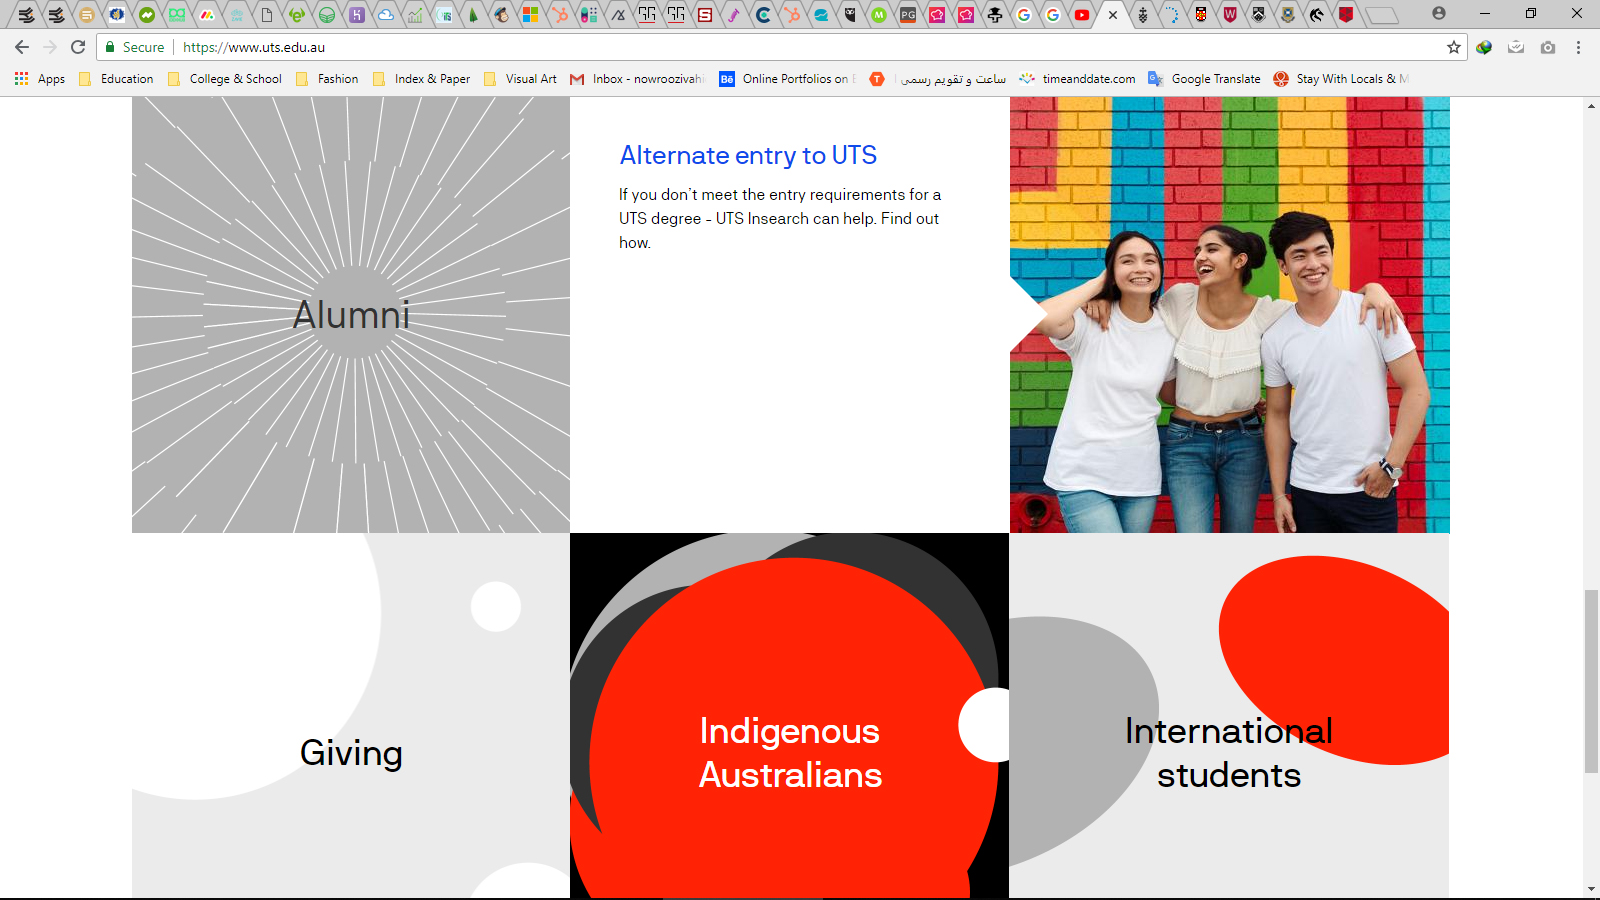 Secure
https://www.uts.edu.au
Apps
Education
College & School
Fashion
Index & Paper
Visual Art
Inbox - nowroozivahi
Online Portfolios on
ساعت و تقویم رسمی
timeanddate.com
Google Translate
Stay With Locals & M
Alumni
Alternate entry to UTS
If you don’t meet the entry requirements for a
UTS degree - UTS Insearch can help. Find out
how.
Giving
Indigenous
Australians
International
students